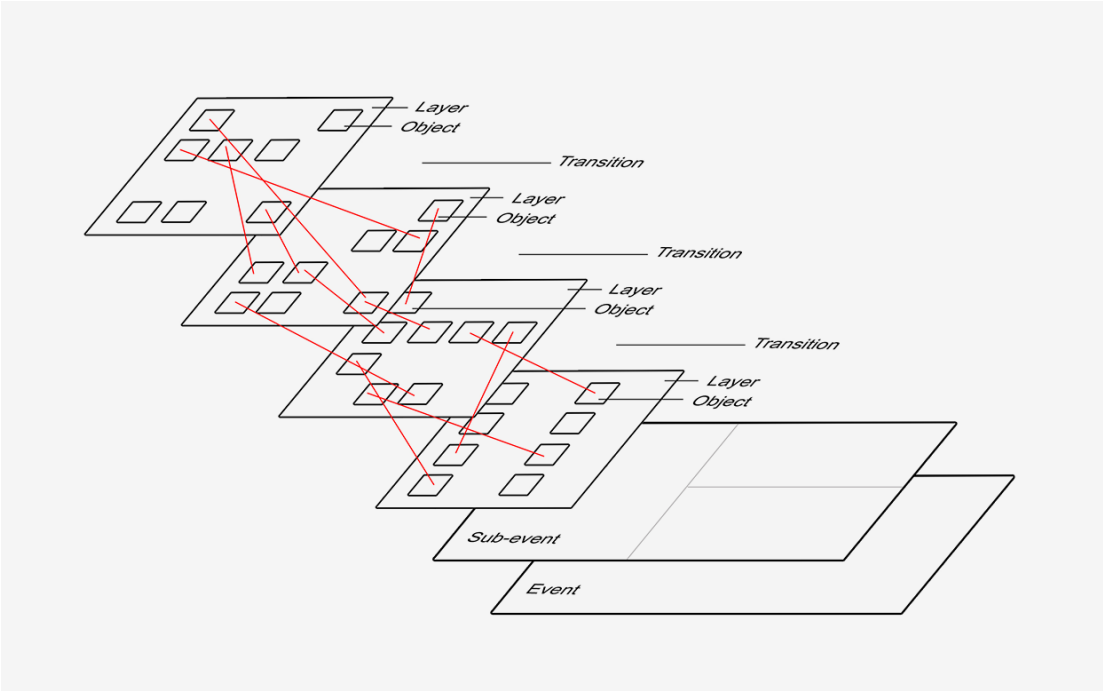 Layer
Object
Transition
Layer
Object
Transition
Layer
Object
Transition
Layer
Object
Sub-event
Event